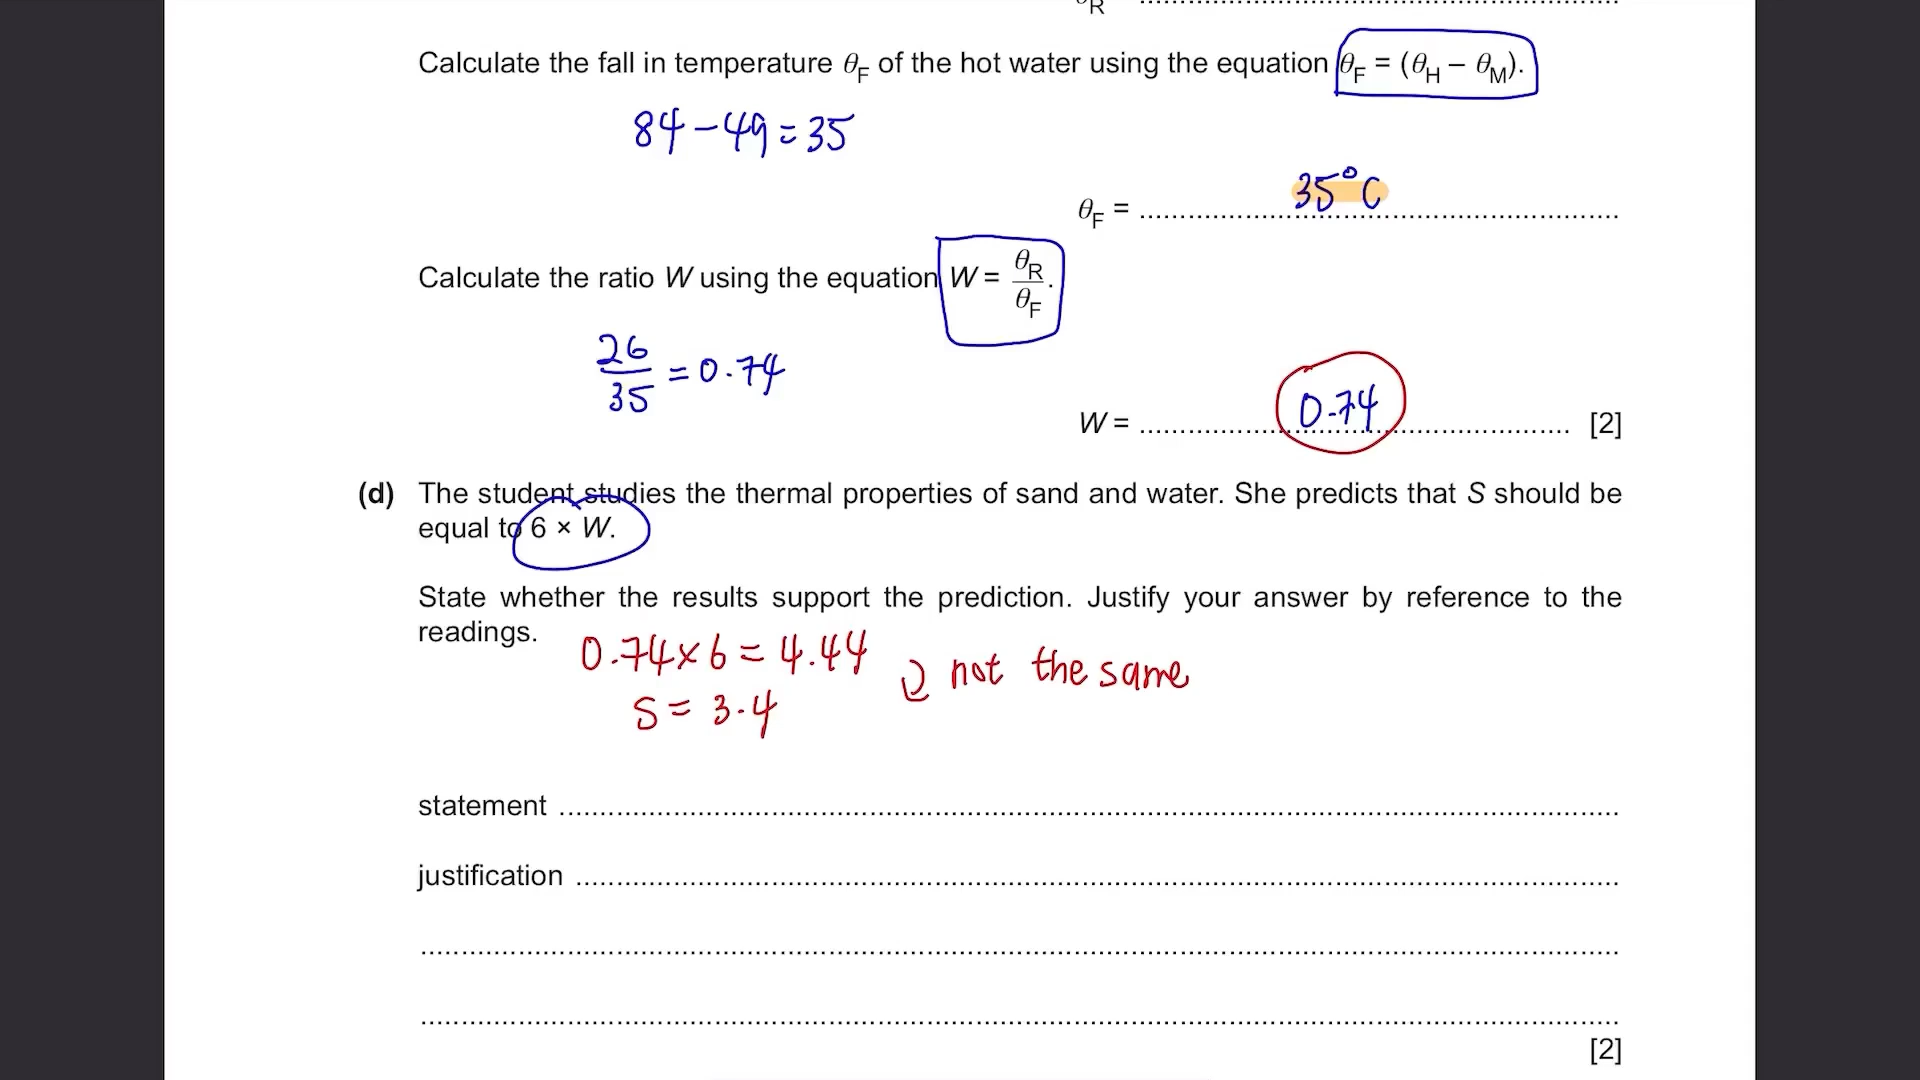 R ........................................................
Calculate the fall in temperature θF of the hot water using the equation θF = (θH – θM).
84 – 49 = 35
35°C
θF = ........................................................
Calculate the ratio W using the equation W = θR/θF.
26/35 = 0.74
0.74
W = ........................................................ [2]
(d) The student studies the thermal properties of sand and water. She predicts that S should be
equal to 6 × W.
State whether the results support the prediction. Justify your answer by reference to the
readings.
0.74×6 = 4.44
not the same
S = 3.4
statement ........................................................
justification ........................................................
........................................................
........................................................
[2]